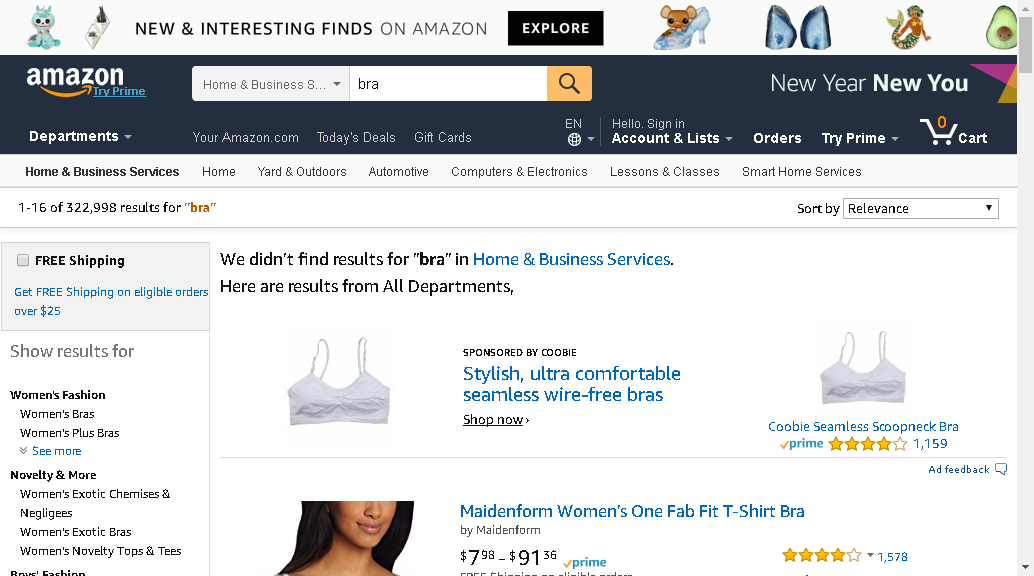 NEW & INTERESTING FINDS ON AMAZON EXPLORE
amazon
Try Prime
Home & Business S...
bra
New Year New You
Departments
Your Amazon.com Today's Deals Gift Cards
EN
Hello. Sign in
Account & Lists
Orders
Try Prime
0
Cart
Home & Business Services Home Yard & Outdoors Automotive Computers & Electronics Lessons & Classes Smart Home Services
1-16 of 322,998 results for "bra"
Sort by Relevance
FREE Shipping
Get FREE Shipping on eligible orders
over $25
Show results for
Women's Fashion
Women's Bras
Women's Plus Bras
See more
Novelty & More
Women's Exotic Chemises &
Negligees
Women's Exotic Bras
Women's Novelty Tops & Tees
Boys' Fashion
We didn't find results for "bra" in Home & Business Services.
Here are results from All Departments,
SPONSORED BY COOBIE
Stylish, ultra comfortable
seamless wire-free bras
Shop now ›
Coobie Seamless Scoopneck Bra
prime 1,159
Ad feedback
Maidenform Women's One Fab Fit T-Shirt Bra
by Maidenform
$7 98 - $91 36 prime
1,578
FREE Shipping on eligible orders